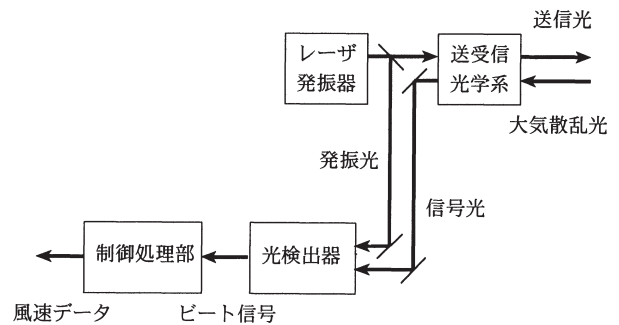 送信光
レーザ
発振器
送受信
光学系
大気散乱光
発振光
信号光
制御処理部
光検出器
風速データ
ビート信号